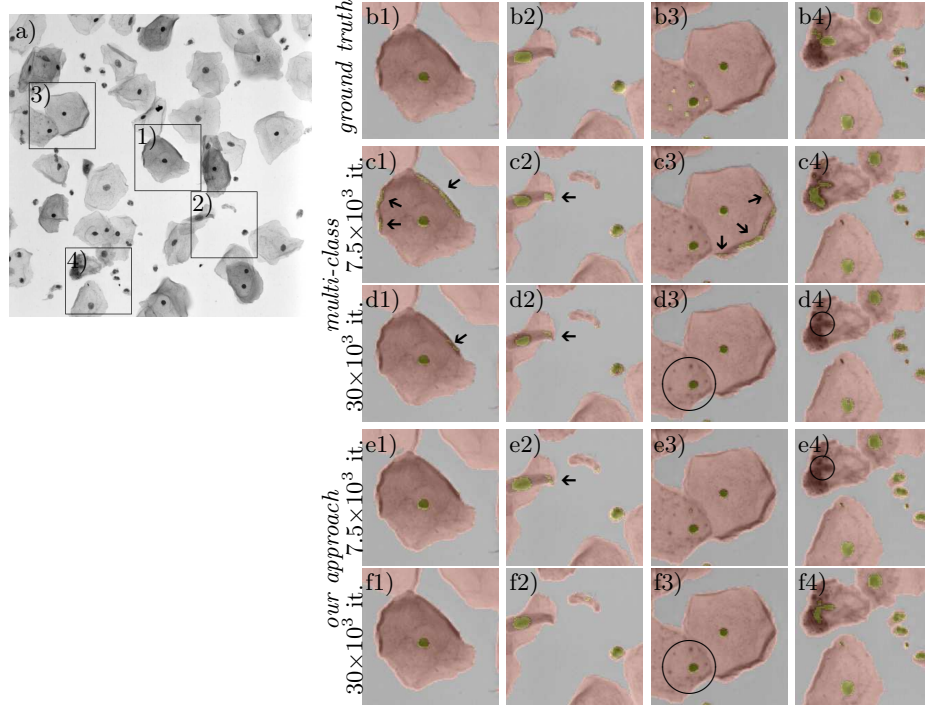 a)
3)
1)
2)
4)
ground truth
b1) b2) b3) b4)
multi-class
7.5×10³ it.
c1) c2) c3) c4)
30×10³ it.
d1) d2) d3) d4)
our approach
7.5×10³ it.
e1) e2) e3) e4)
30×10³ it.
f1) f2) f3) f4)